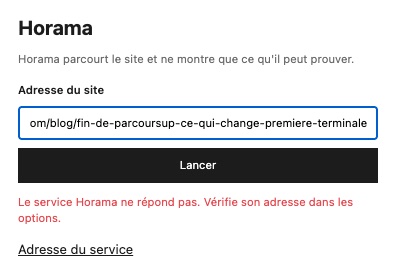 Horama
Horama parcourt le site et ne montre que ce qu'il peut prouver.
Adresse du site
om/blog/fin-de-parcoursup-ce-qui-change-premiere-terminale
Lancer
Le service Horama ne répond pas. Vérifie son adresse dans les
options.
Adresse du service